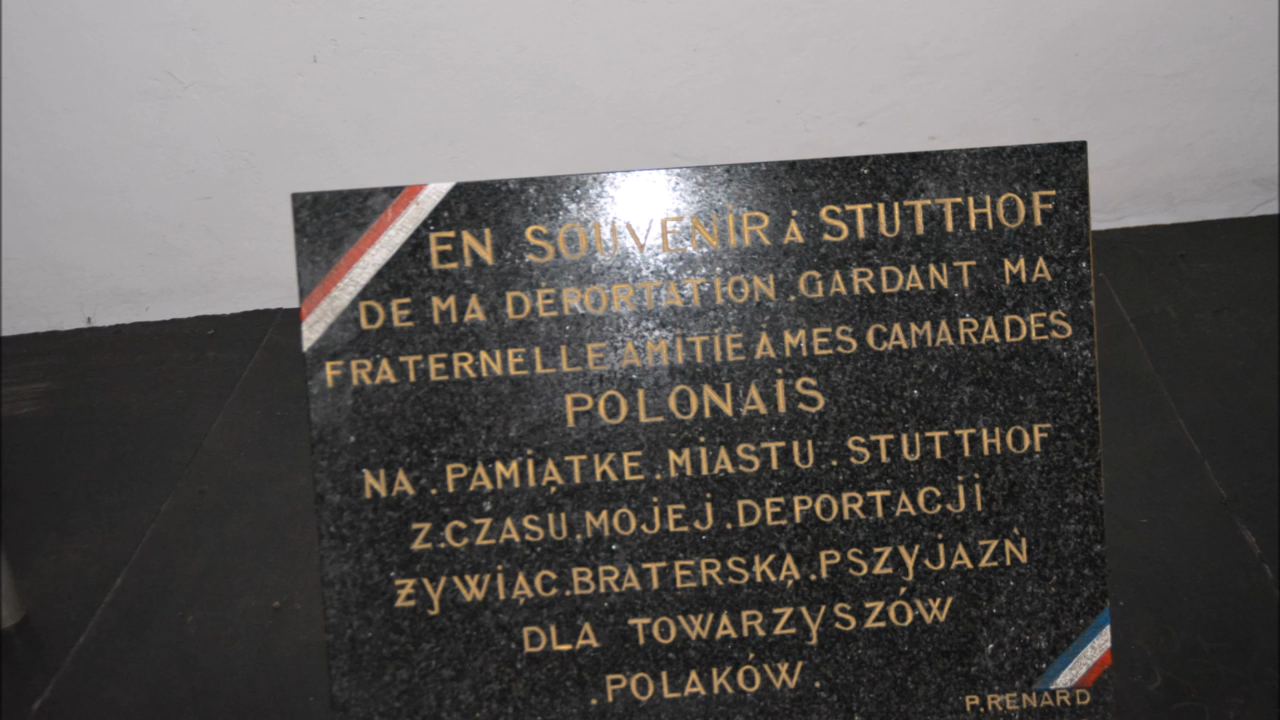 EN SOUVENIR Á STUTTHOF
DE MA DEPORTATION . GARDANT MA
FRATERNELLE AMITIE A MES CAMARADES
POLONAIS
NA . PAMIĄTKE . MIASTU . STUTTHOF
Z . CZASU . MOJEJ . DEPORTACJI
ŻYWIĄC . BRATERSKĄ . PSZYJAZŃ
DLA TOWARZYSZÓW
. POLAKÓW .
P. RENARD